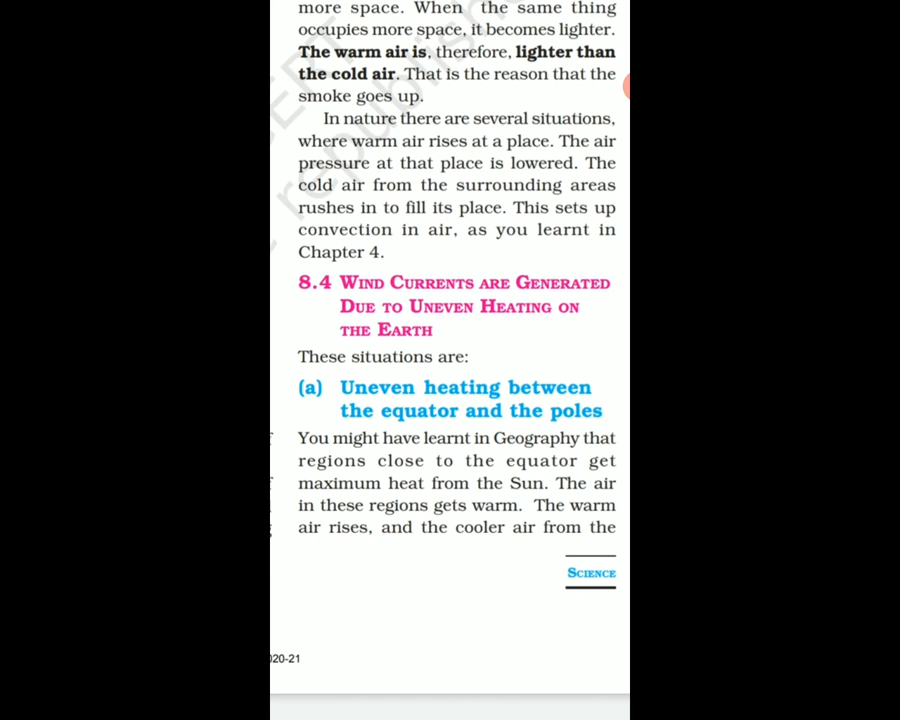 more space. When the same thing
occupies more space, it becomes lighter.
The warm air is, therefore, lighter than
the cold air. That is the reason that the
smoke goes up.
In nature there are several situations,
where warm air rises at a place. The air
pressure at that place is lowered. The
cold air from the surrounding areas
rushes in to fill its place. This sets up
convection in air, as you learnt in
Chapter 4.
8.4 Wind Currents are Generated
Due to Uneven Heating on
the Earth
These situations are:
(a) Uneven heating between
the equator and the poles
You might have learnt in Geography that
regions close to the equator get
maximum heat from the Sun. The air
in these regions gets warm. The warm
air rises, and the cooler air from the
Science
020-21